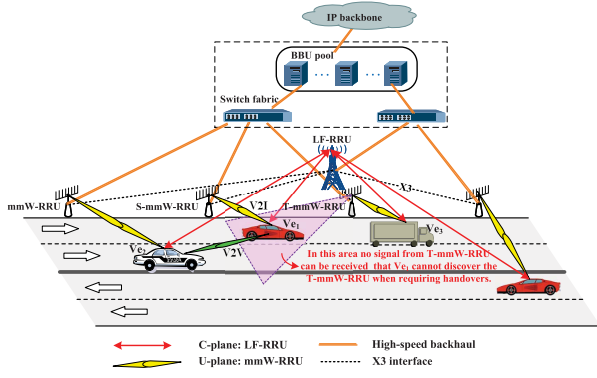 IP backbone
BBU pool
Switch fabric
LF-RRU
X3
mmW-RRU
S-mmW-RRU
V2I
T-mmW-RRU
Ve1
Ve2
Ve3
V2V
In this area no signal from T-mmW-RRU
can be received that Ve1 cannot discover the
T-mmW-RRU when requiring handovers.
C-plane: LF-RRU
High-speed backhaul
U-plane: mmW-RRU
X3 interface